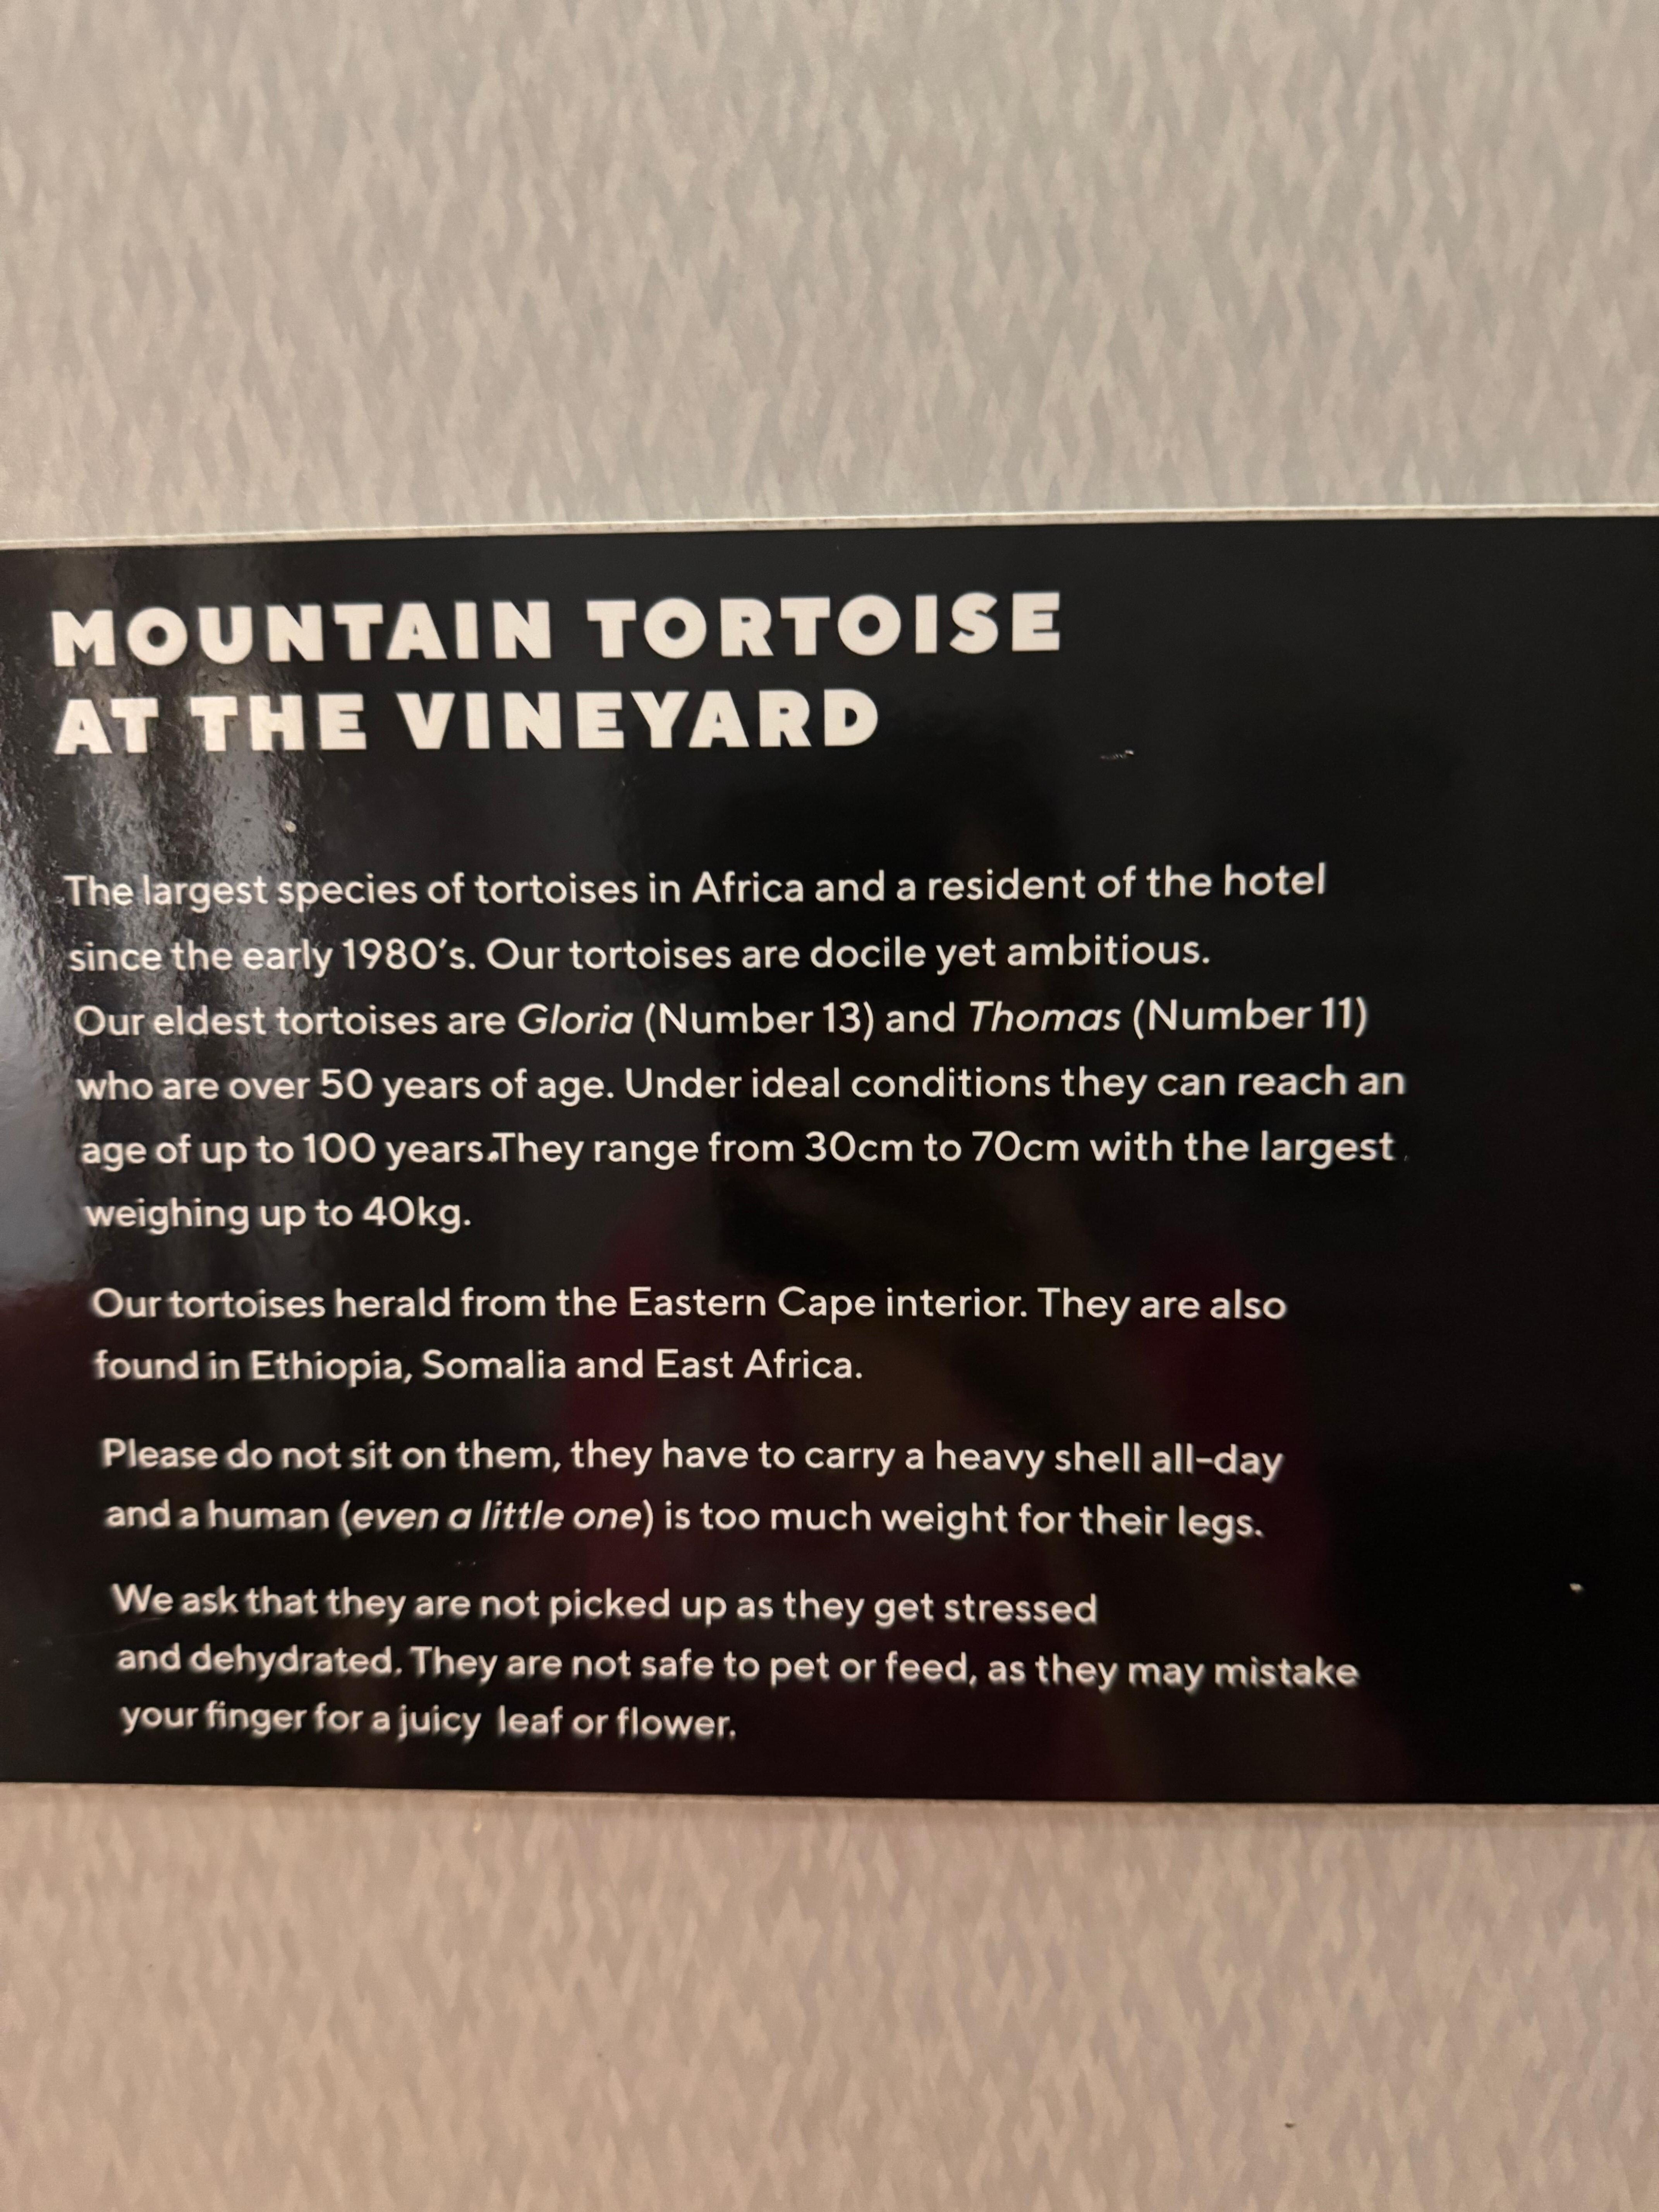 MOUNTAIN TORTOISE
AT THE VINEYARD
The largest species of tortoises in Africa and a resident of the hotel
since the early 1980's. Our tortoises are docile yet ambitious.
Our eldest tortoises are Gloria (Number 13) and Thomas (Number 11)
who are over 50 years of age. Under ideal conditions they can reach an
age of up to 100 years.They range from 30cm to 70cm with the largest
weighing up to 40kg.
Our tortoises herald from the Eastern Cape interior. They are also
found in Ethiopia, Somalia and East Africa.
Please do not sit on them, they have to carry a heavy shell all-day
and a human (even a little one) is too much weight for their legs.
We ask that they are not picked up as they get stressed
and dehydrated. They are not safe to pet or feed, as they may mistake
your finger for a juicy leaf or flower.